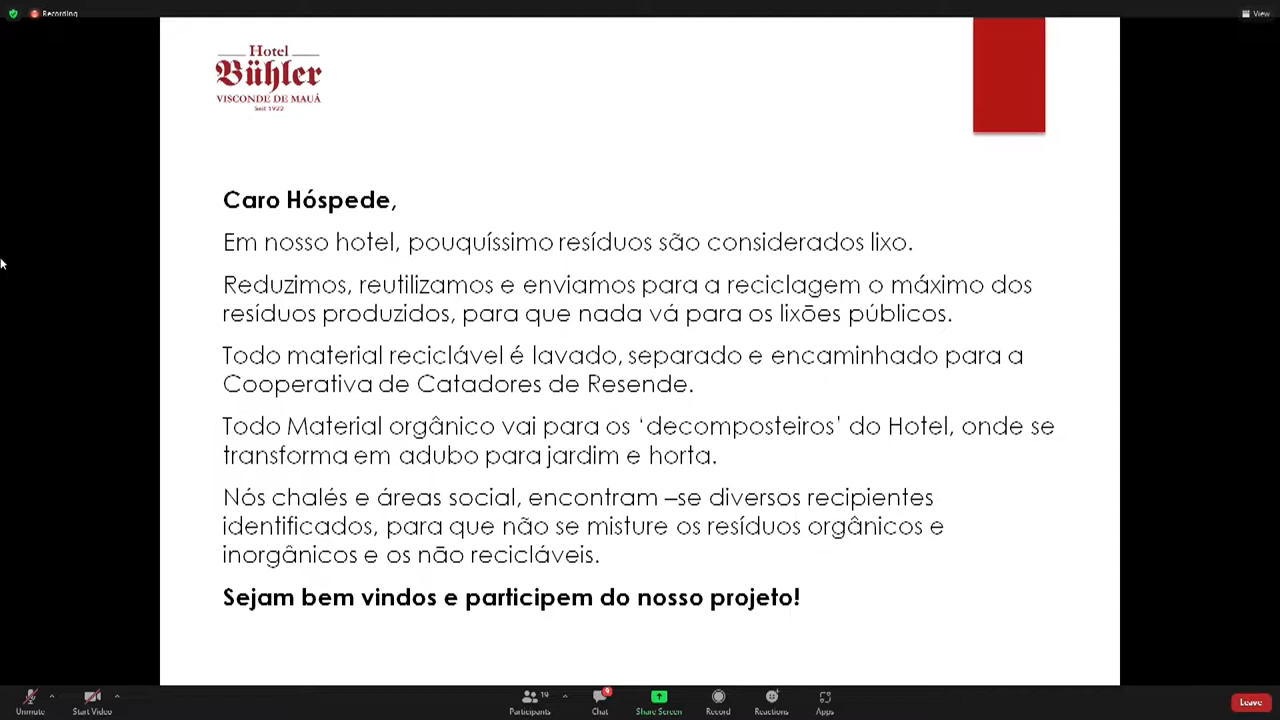 Recording
View
Hotel
Bühler
VISCONDE DE MAUÁ
Seit 1922
Caro Hóspede,
Em nosso hotel, pouquíssimo resíduos são considerados lixo.
Reduzimos, reutilizamos e enviamos para a reciclagem o máximo dos
resíduos produzidos, para que nada vá para os lixões públicos.
Todo material reciclável é lavado, separado e encaminhado para a
Cooperativa de Catadores de Resende.
Todo Material orgânico vai para os ‘decomposteiros’ do Hotel, onde se
transforma em adubo para jardim e horta.
Nós chalés e áreas social, encontram –se diversos recipientes
identificados, para que não se misture os resíduos orgânicos e
inorgânicos e os não recicláveis.
Sejam bem vindos e participem do nosso projeto!
Unmute
Start Video
Participants
19
Chat
9
Share Screen
Record
Reactions
Apps
Leave